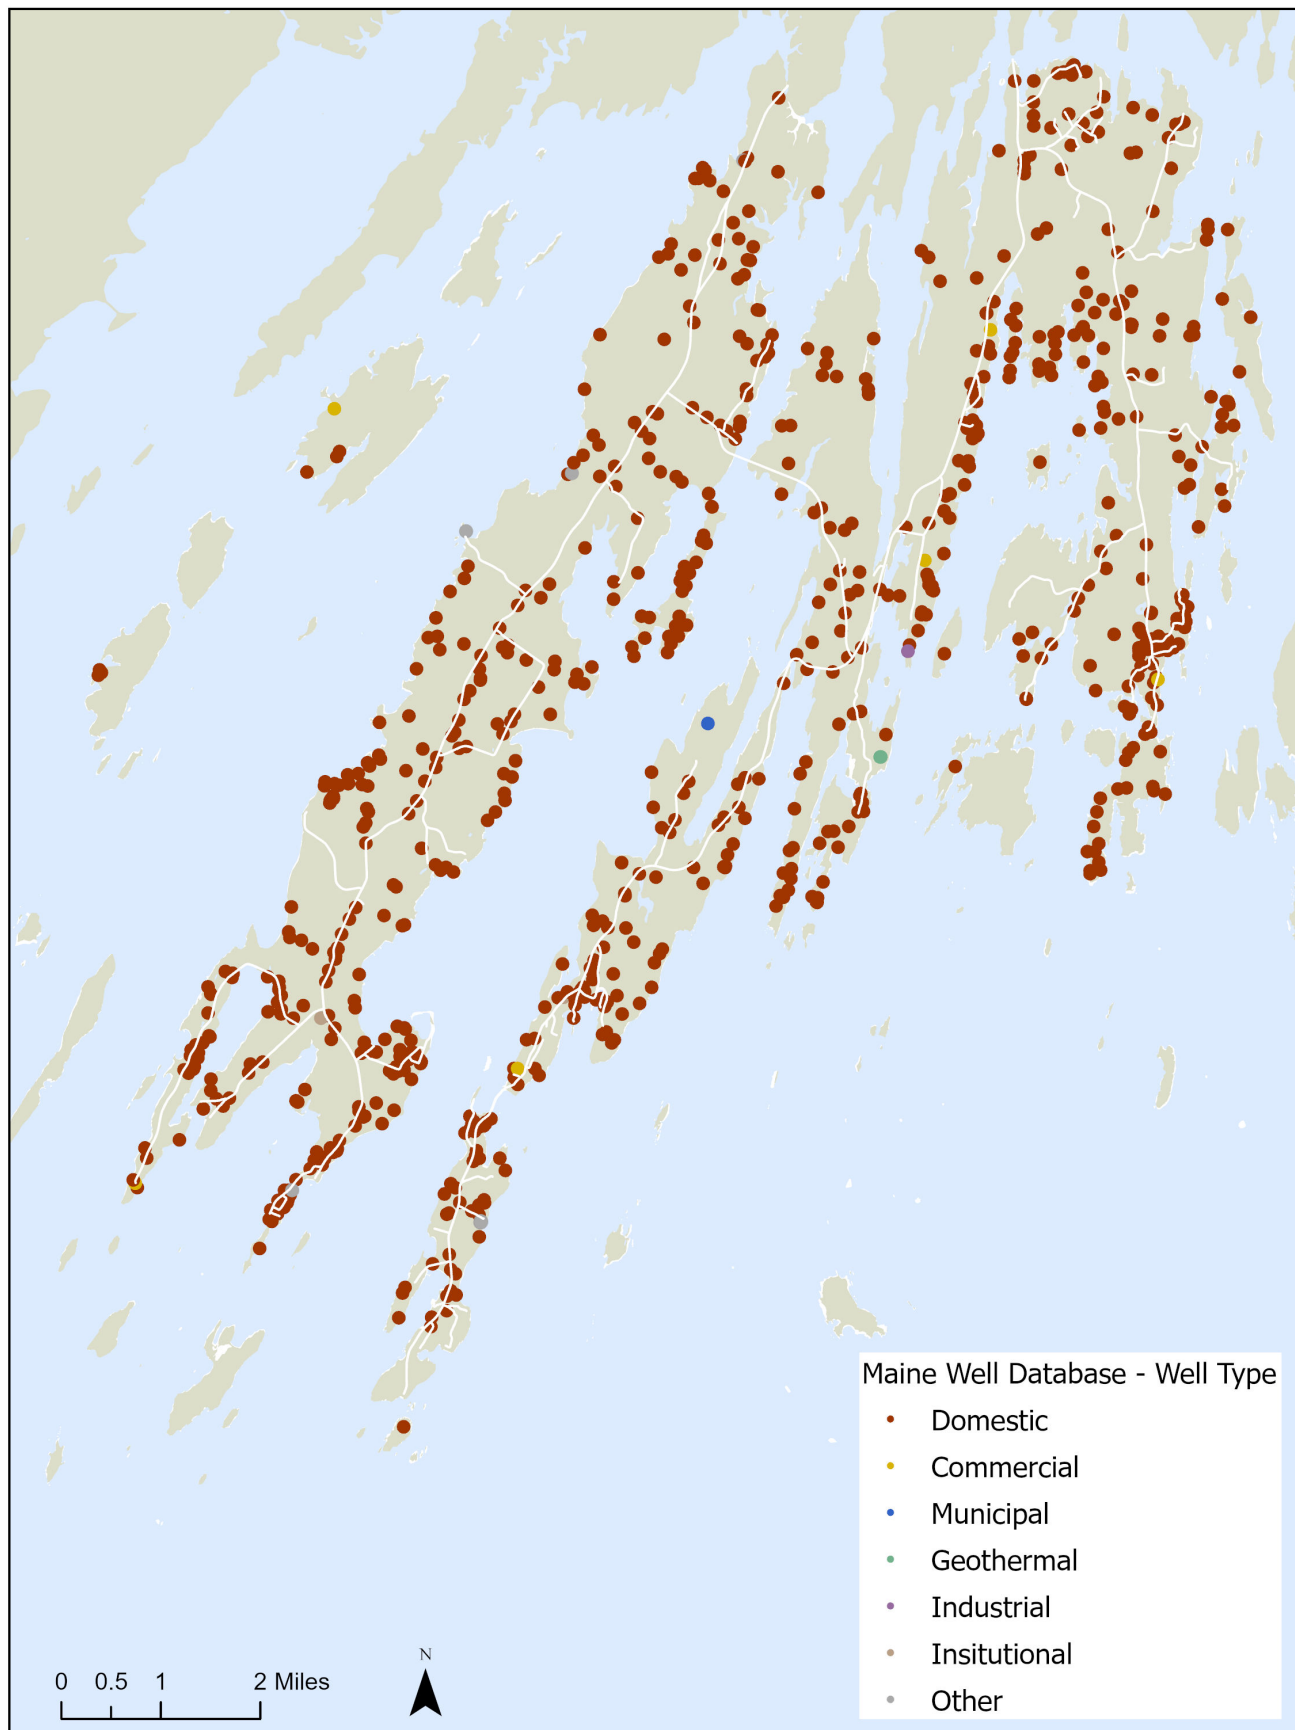 Maine Well Database - Well Type
Domestic
Commercial
Municipal
Geothermal
Industrial
Insitutional
Other
N
0 0.5 1 2 Miles